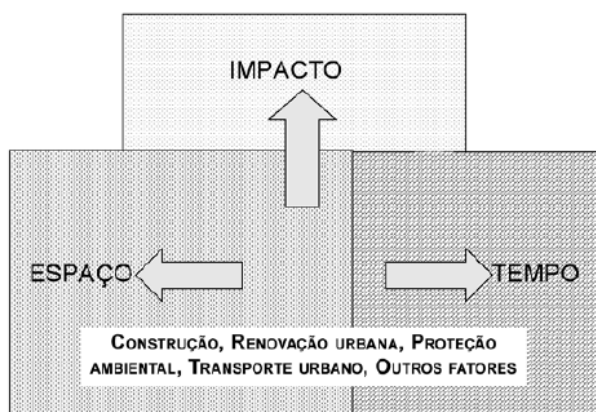 IMPACTO
ESPAÇO
TEMPO
CONSTRUÇÃO, RENOVAÇÃO URBANA, PROTEÇÃO
AMBIENTAL, TRANSPORTE URBANO, OUTROS FATORES